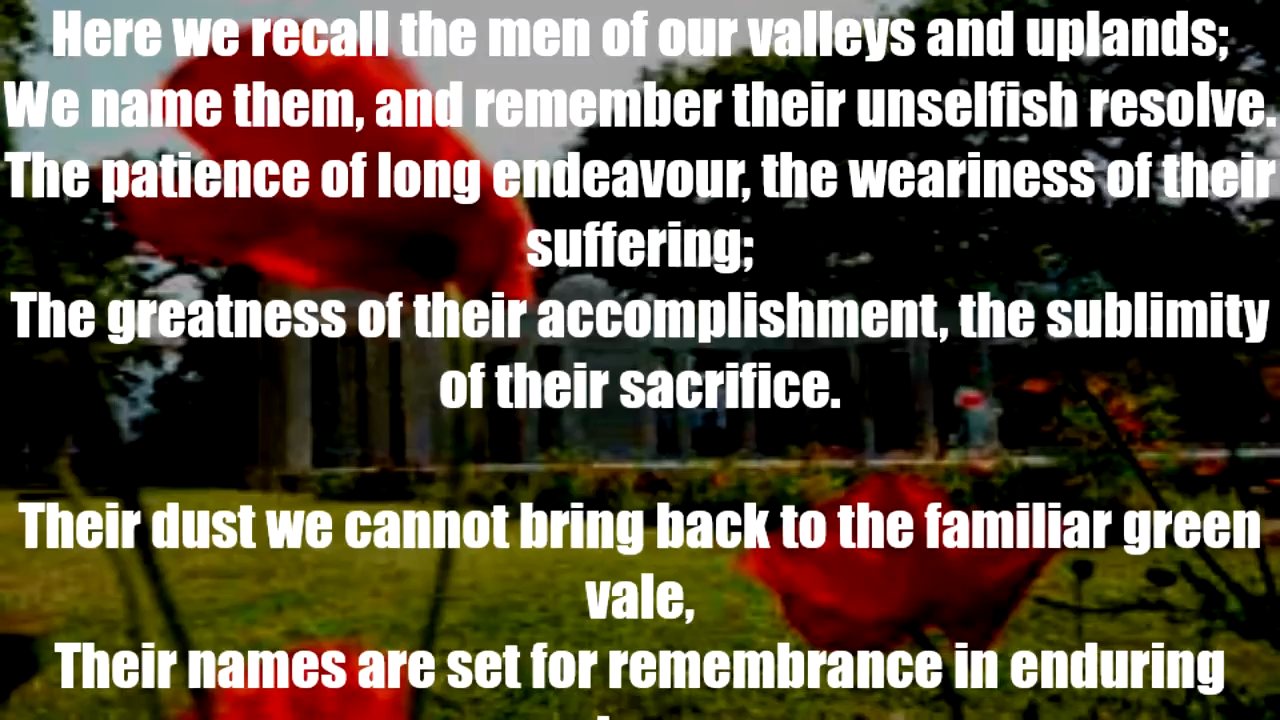 Here we recall the men of our valleys and uplands;
We name them, and remember their unselfish resolve.
The patience of long endeavour, the weariness of their
suffering;
The greatness of their accomplishment, the sublimity
of their sacrifice.
Their dust we cannot bring back to the familiar green
vale,
Their names are set for remembrance in enduring